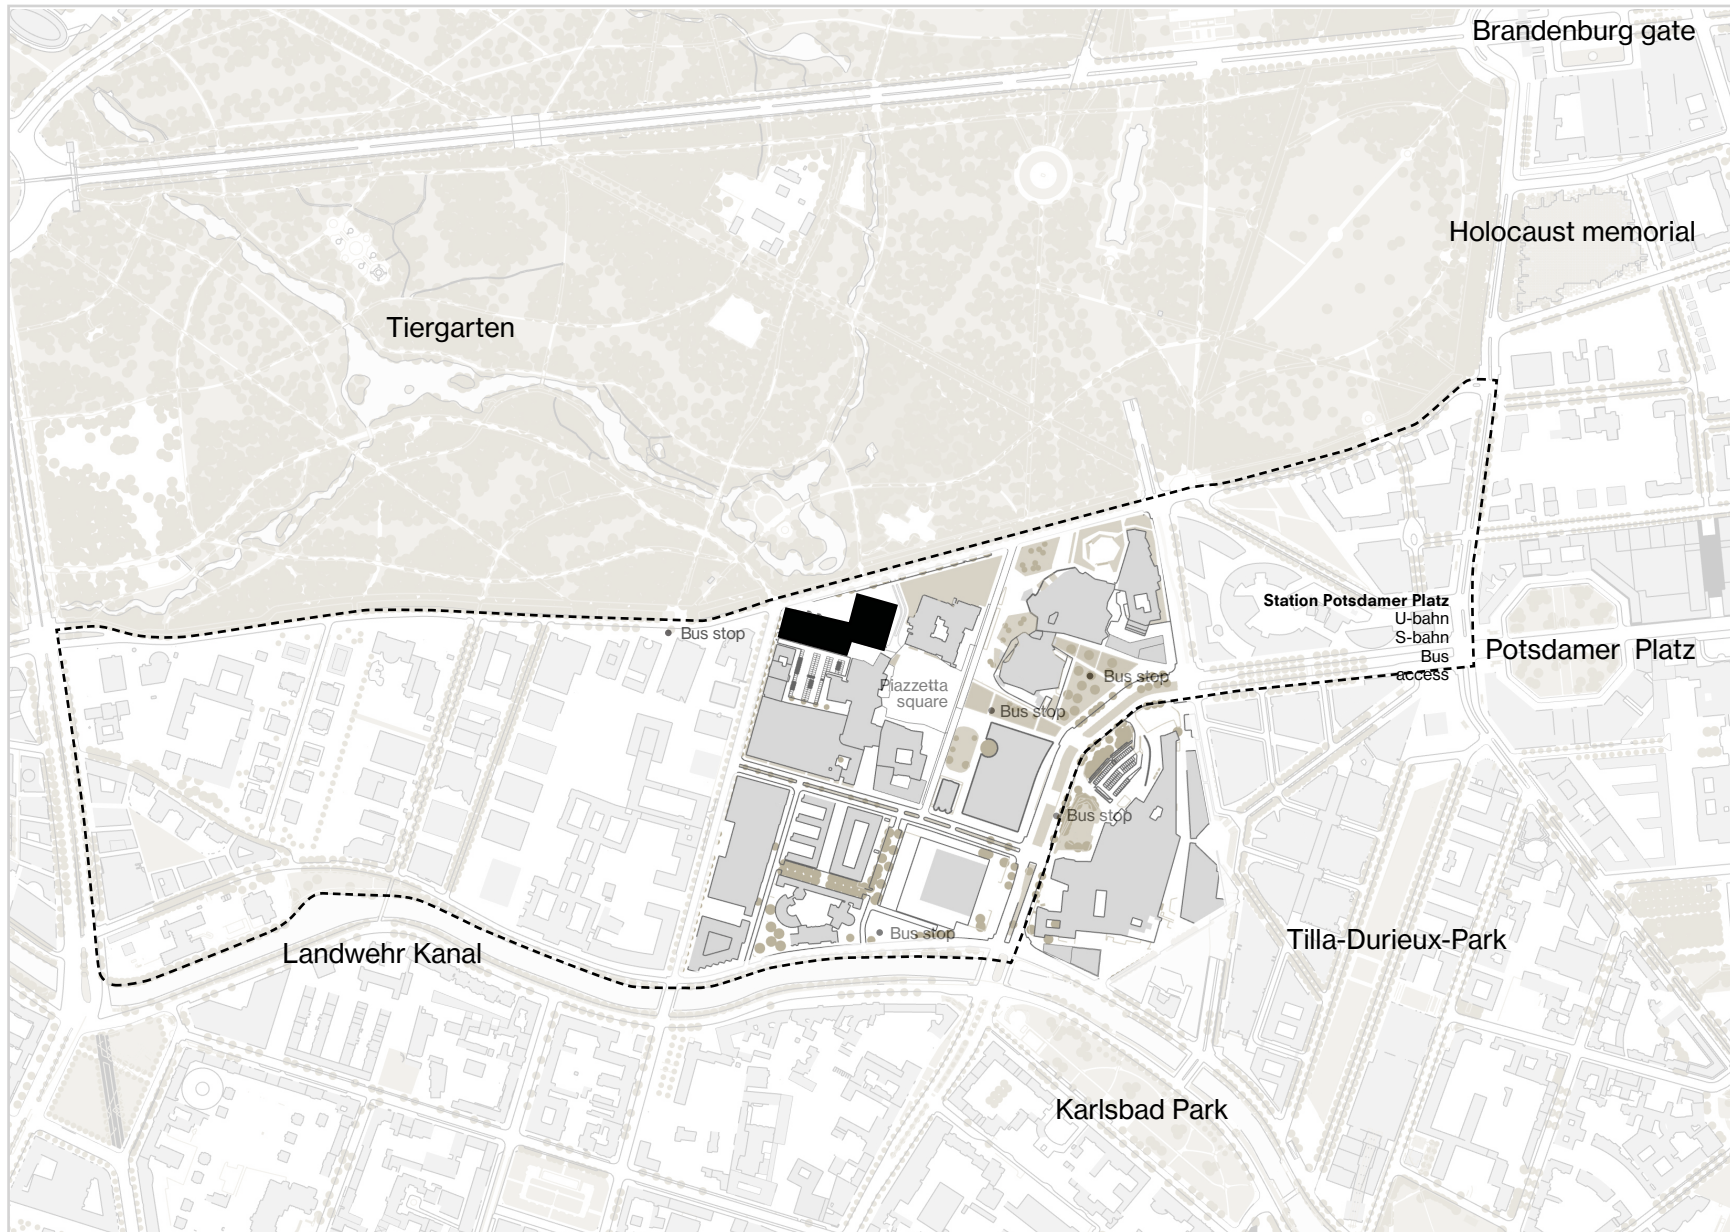 Brandenburg gate
Holocaust memorial
Tiergarten
Station Potsdamer Platz
U-bahn
S-bahn
Bus
access
Potsdamer Platz
Bus stop
Bus stop
Piazzetta
square
Bus stop
Bus stop
Bus stop
Landwehr Kanal
Tilla-Durieux-Park
Karlsbad Park